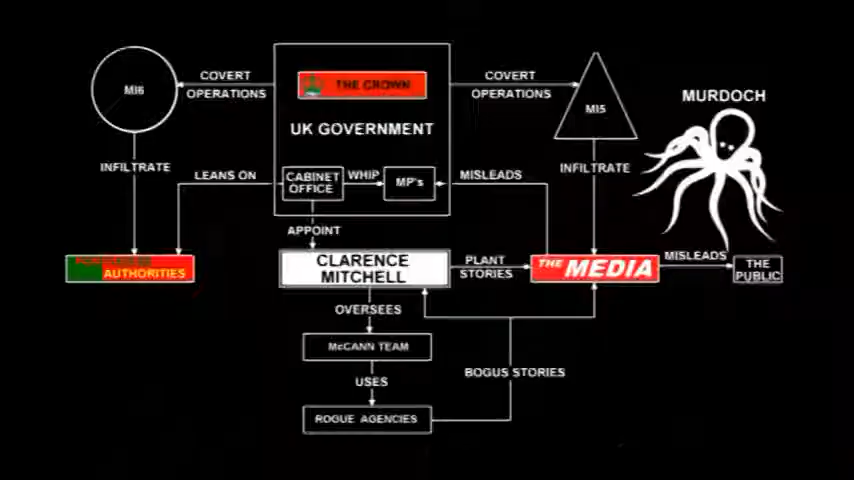 COVERT
OPERATIONS
MI6
THE CROWN
UK GOVERNMENT
COVERT
OPERATIONS
MI5
MURDOCH
INFILTRATE
LEANS ON
CABINET
OFFICE
WHIP
MP's
MISLEADS
INFILTRATE
APPOINT
AUTHORITIES
CLARENCE
MITCHELL
PLANT
STORIES
THE MEDIA
MISLEADS
THE
PUBLIC
OVERSEES
McCANN TEAM
USES
BOGUS STORIES
ROGUE AGENCIES